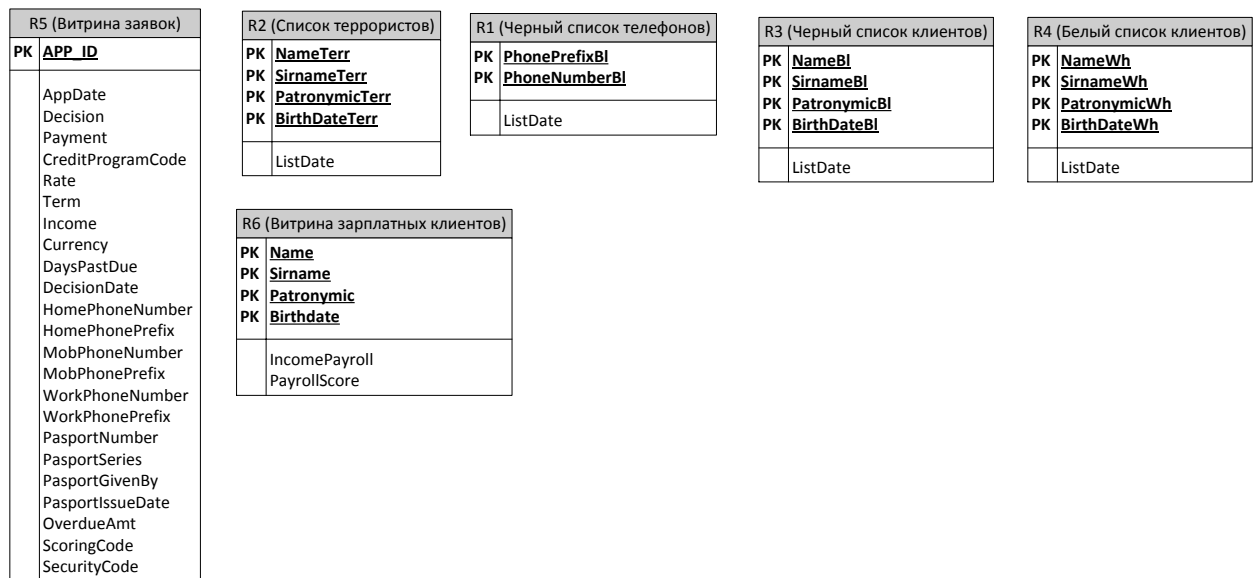 R5 (Витрина заявок)
PK APP_ID
AppDate
Decision
Payment
CreditProgramCode
Rate
Term
Income
Currency
DaysPastDue
DecisionDate
HomePhoneNumber
HomePhonePrefix
MobPhoneNumber
MobPhonePrefix
WorkPhoneNumber
WorkPhonePrefix
PasportNumber
PasportSeries
PasportGivenBy
PasportIssueDate
OverdueAmt
ScoringCode
SecurityCode
R2 (Список террористов)
PK NameTerr
PK SirnameTerr
PK PatronymicTerr
PK BirthDateTerr
ListDate
R1 (Черный список телефонов)
PK PhonePrefixBl
PK PhoneNumberBl
ListDate
R3 (Черный список клиентов)
PK NameBl
PK SirnameBl
PK PatronymicBl
PK BirthDateBl
ListDate
R4 (Белый список клиентов)
PK NameWh
PK SirnameWh
PK PatronymicWh
PK BirthDateWh
ListDate
R6 (Витрина зарплатных клиентов)
PK Name
PK Sirname
PK Patronymic
PK Birthdate
IncomePayroll
PayrollScore